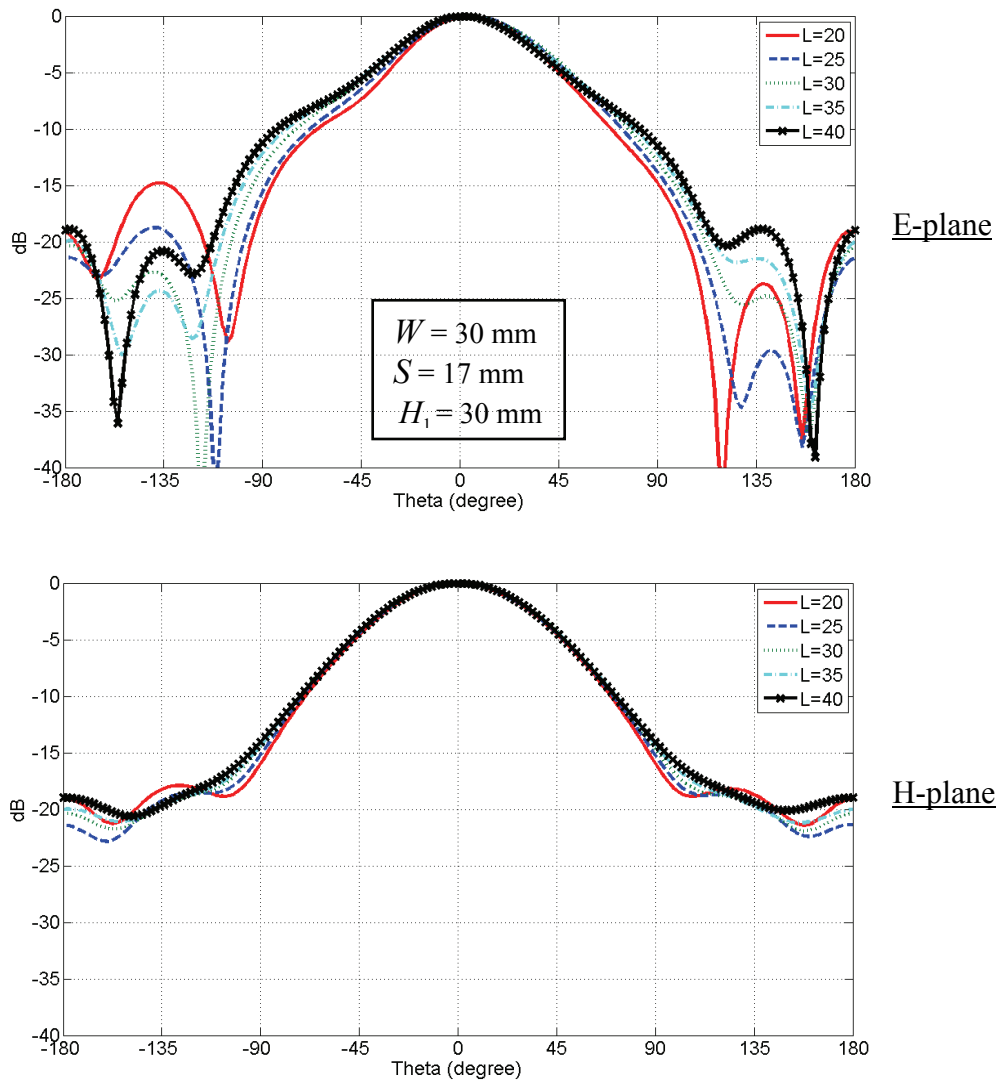 0
-5
-10
-15
-20
-25
-30
-35
-40
dB
L=20
L=25
L=30
L=35
L=40
W = 30 mm
S = 17 mm
H₁ = 30 mm
-180 -135 -90 -45 0 45 90 135 180
Theta (degree)
E-plane
0
-5
-10
-15
-20
-25
-30
-35
-40
dB
L=20
L=25
L=30
L=35
L=40
-180 -135 -90 -45 0 45 90 135 180
Theta (degree)
H-plane